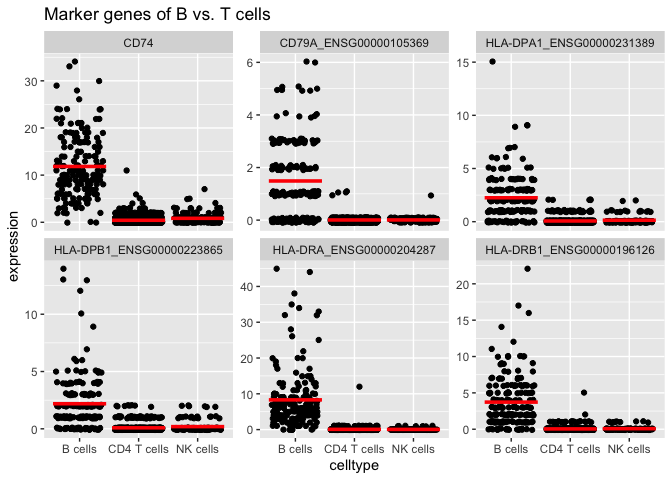 Marker genes of B vs. T cells
CD74
CD79A_ENSG00000105369
HLA-DPA1_ENSG00000231389
30
20
10
0
6
4
2
0
15
10
5
0
HLA-DPB1_ENSG00000223865
HLA-DRA_ENSG00000204287
HLA-DRB1_ENSG00000196126
10
5
0
40
30
20
10
0
20
15
10
5
0
B cells CD4 T cells NK cells
B cells CD4 T cells NK cells
B cells CD4 T cells NK cells
expression
celltype